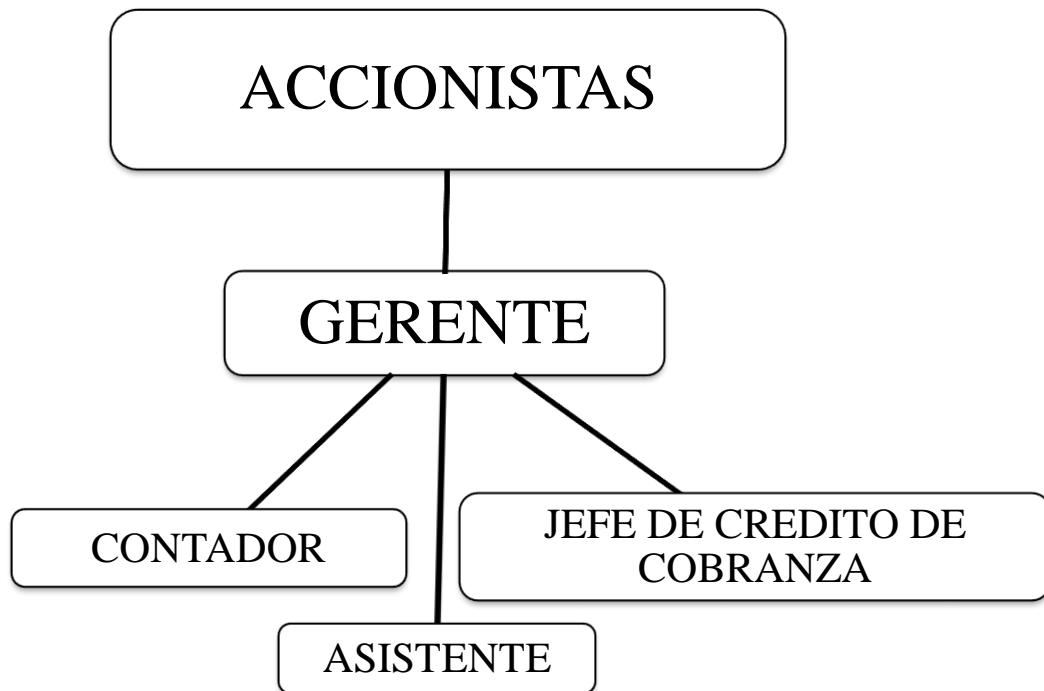 ACCIONISTAS
GERENTE
CONTADOR
JEFE DE CREDITO DE
COBRANZA
ASISTENTE